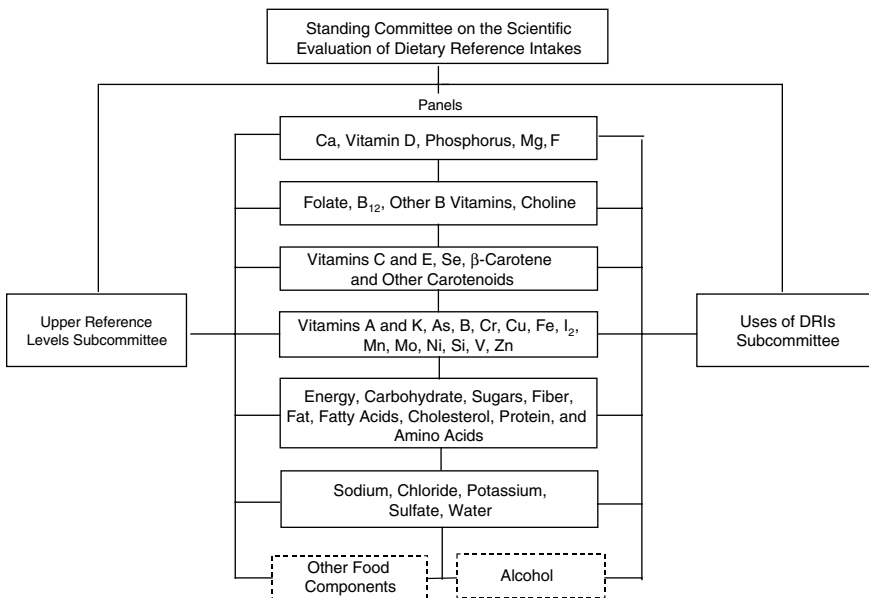 Standing Committee on the Scientific
Evaluation of Dietary Reference Intakes
Panels
Ca, Vitamin D, Phosphorus, Mg, F
Folate, B₁₂, Other B Vitamins, Choline
Vitamins C and E, Se, β-Carotene
and Other Carotenoids
Upper Reference
Levels Subcommittee
Vitamins A and K, As, B, Cr, Cu, Fe, I₂,
Mn, Mo, Ni, Si, V, Zn
Uses of DRIs
Subcommittee
Energy, Carbohydrate, Sugars, Fiber,
Fat, Fatty Acids, Cholesterol, Protein, and
Amino Acids
Sodium, Chloride, Potassium,
Sulfate, Water
Other Food
Components
Alcohol